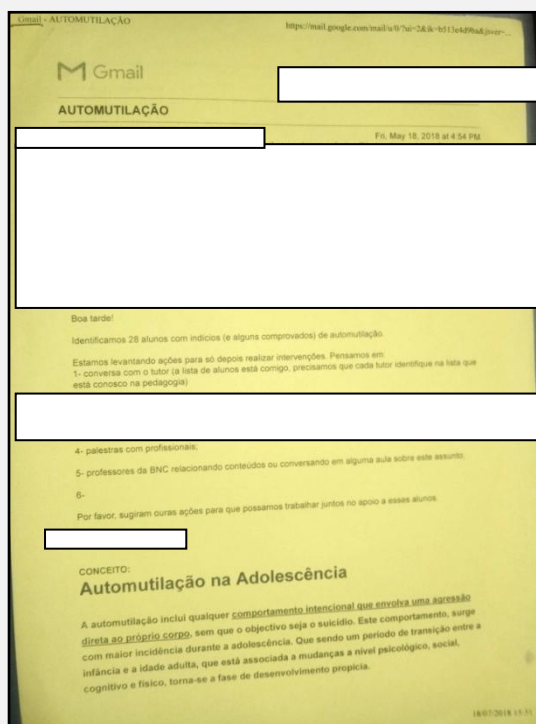 Gmail - AUTOMUTILAÇÃO
https://mail.google.com/mail/u/0/?ui=2&ik=b513e4d9ba&jsver=...
Gmail
AUTOMUTILAÇÃO
Fri, May 18, 2018 at 4:54 PM
Boa tarde!
Identificamos 28 alunos com indícios (e alguns comprovados) de automutilação.
Estamos levantando ações para só depois realizar intervenções. Pensamos em:
1- conversa com o tutor (a lista de alunos está comigo, precisamos que cada tutor identifique na lista que
está conosco na pedagogia)
4- palestras com profissionais;
5- professores da BNC relacionando conteúdos ou conversando em alguma aula sobre este assunto.
6-
Por favor, sugiram ouras ações para que possamos trabalhar juntos no apoio a esses alunos.
CONCEITO:
Automutilação na Adolescência
A automutilação inclui qualquer comportamento intencional que envolva uma agressão
direta ao próprio corpo, sem que o objectivo seja o suicídio. Este comportamento, surge
com maior incidência durante a adolescência. Que sendo um período de transição entre a
infância e a idade adulta, que está associada a mudanças a nível psicológico, social,
cognitivo e físico, torna-se a fase de desenvolvimento propícia.
18/07/2018 15:51